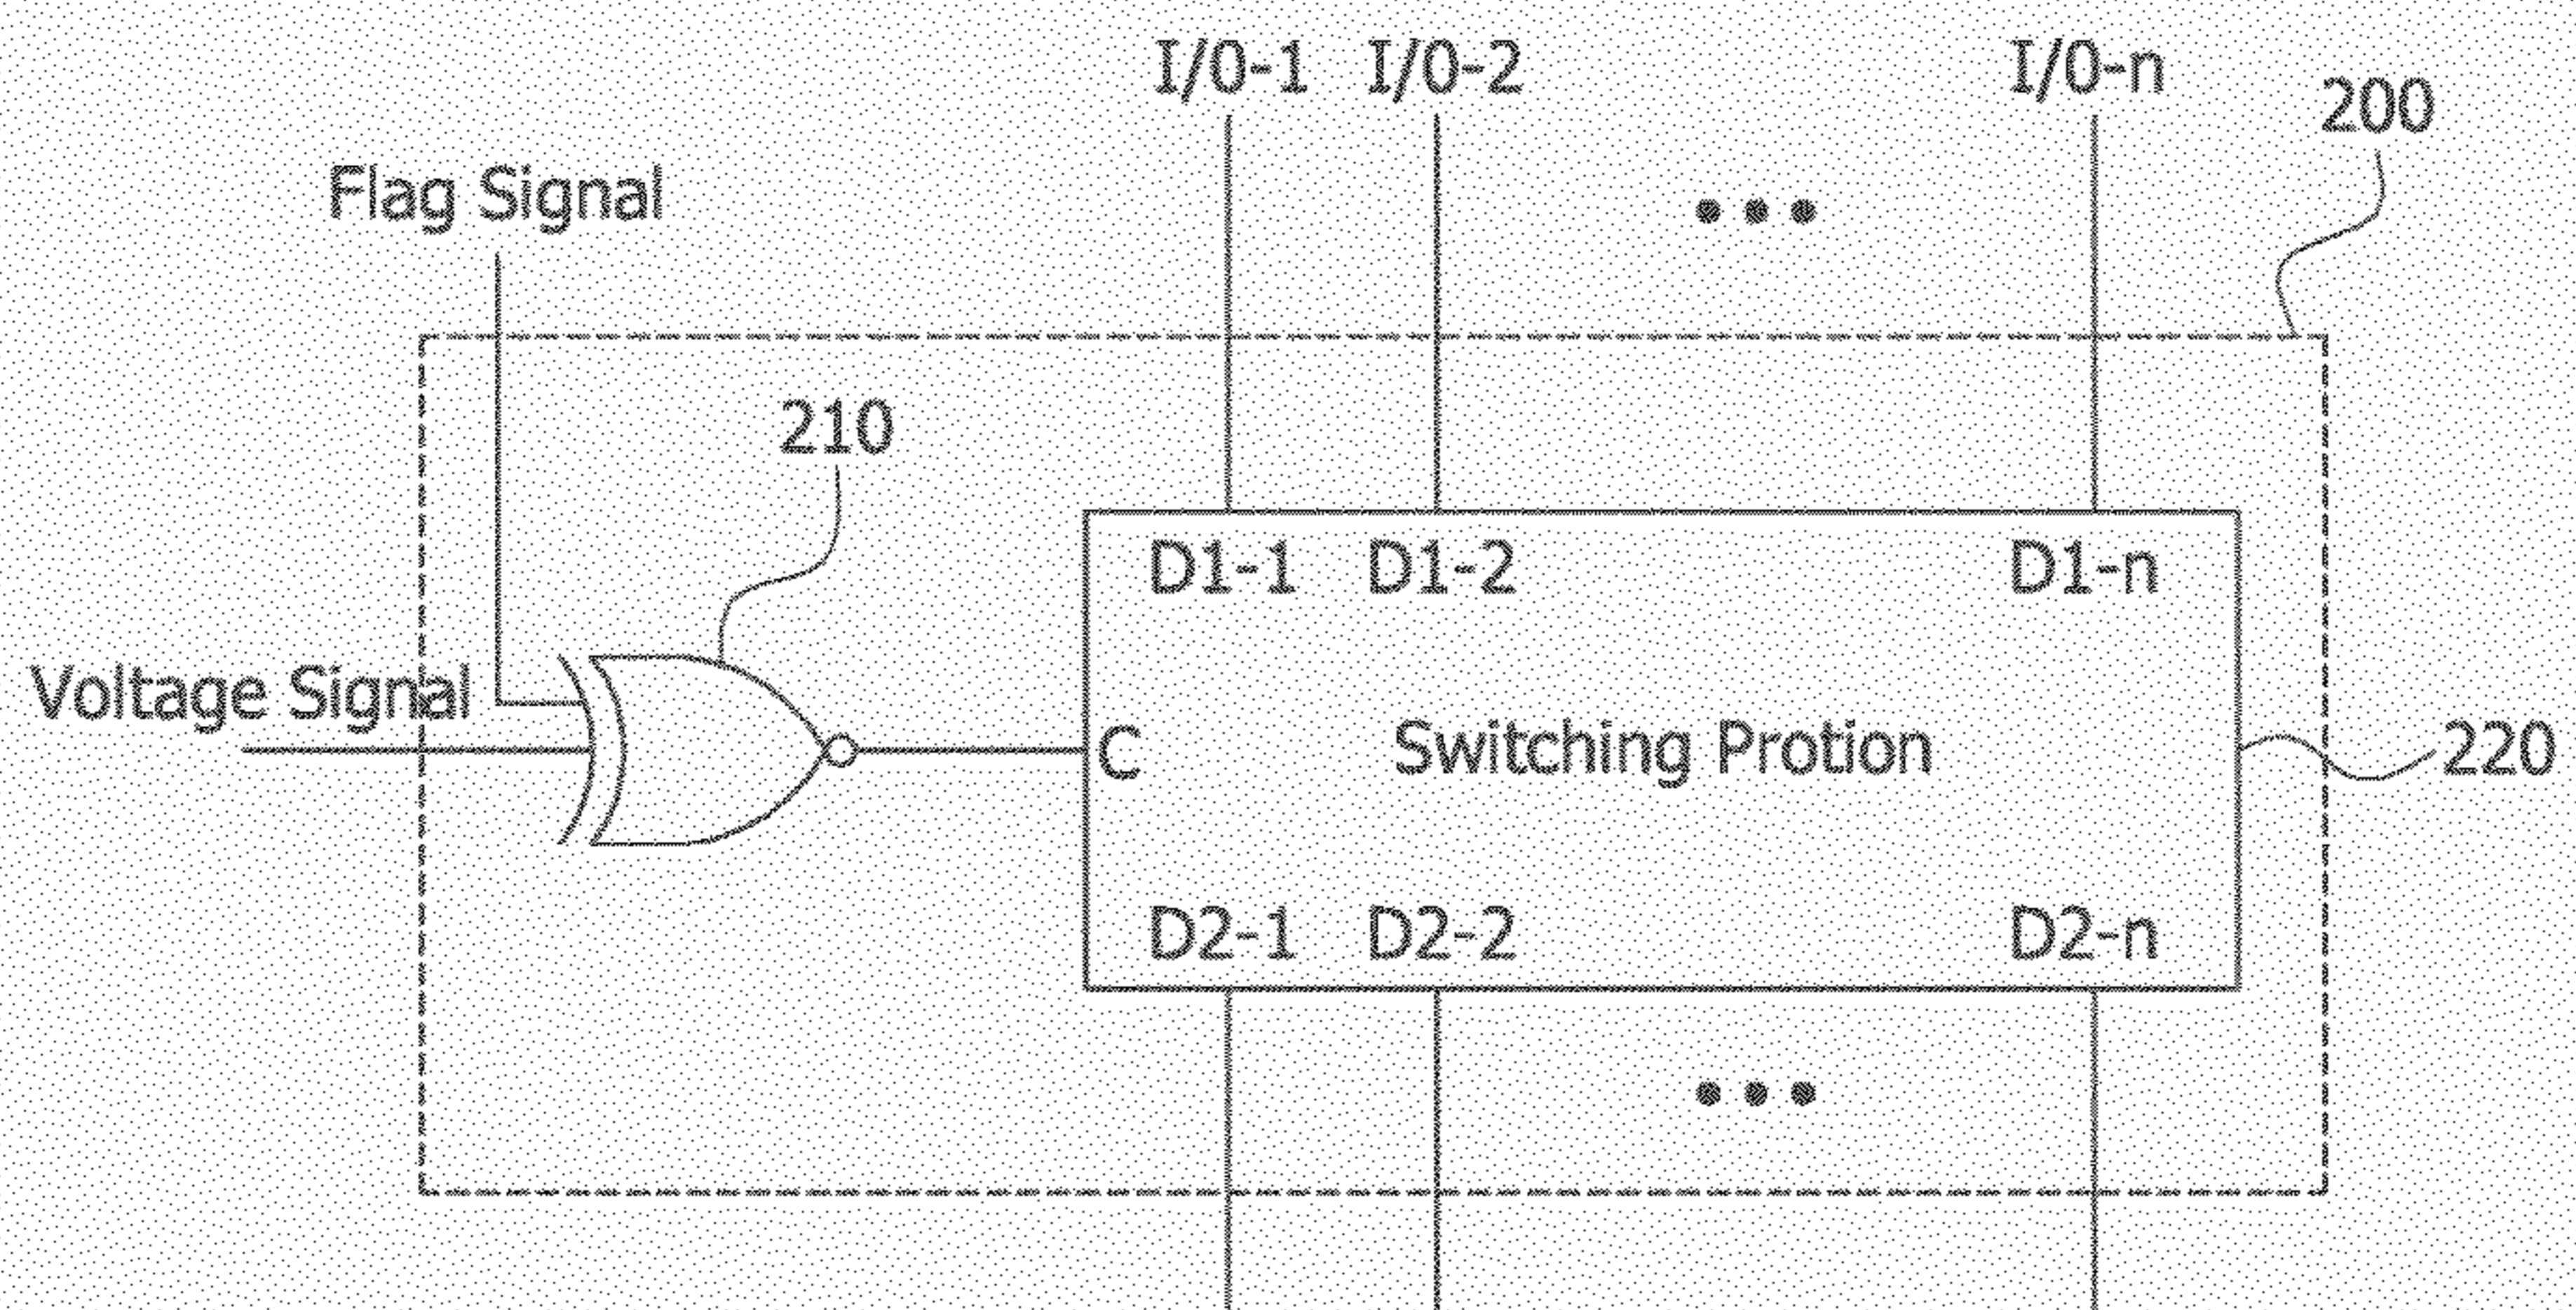 I/0-1 I/0-2 I/0-n
200
Flag Signal
210
D1-1 D1-2 D1-n
Voltage Signal
C Switching Protion 220
D2-1 D2-2 D2-n